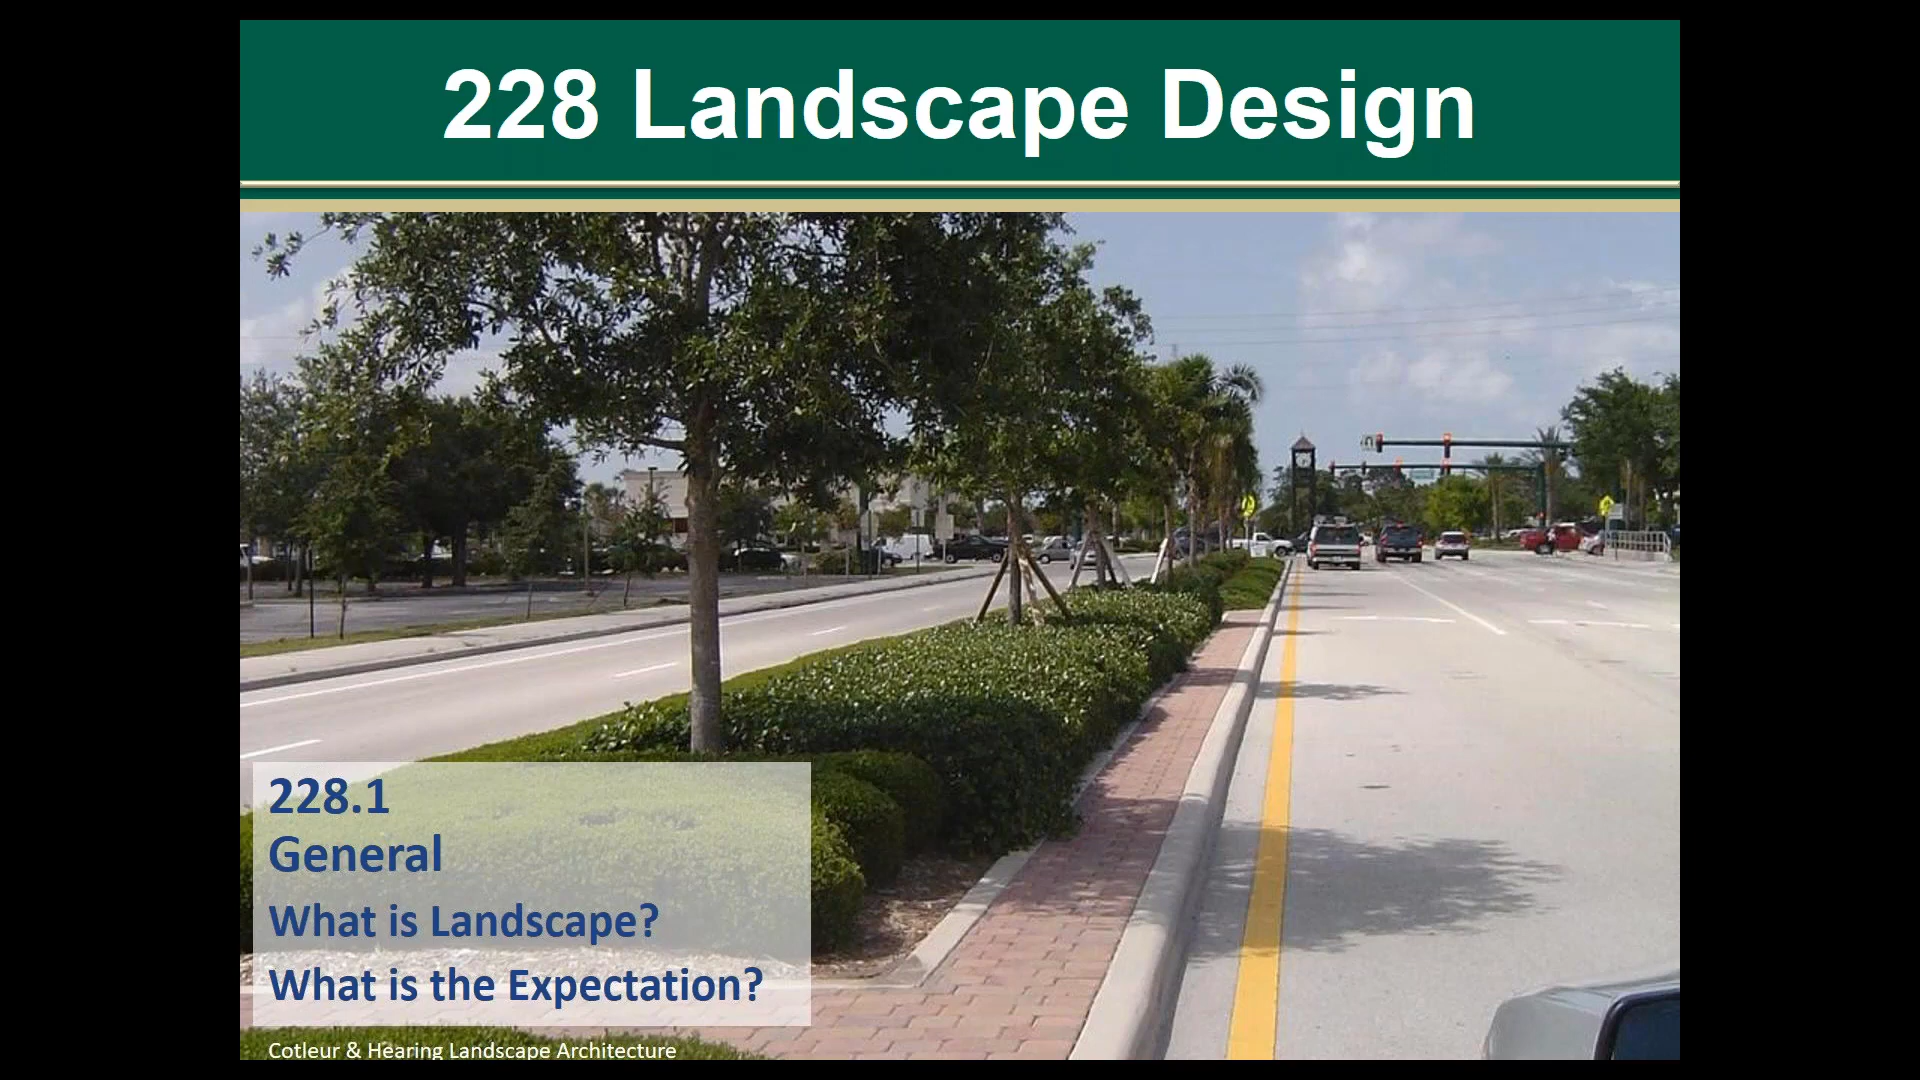 228 Landscape Design
228.1
General
What is Landscape?
What is the Expectation?
Cotleur & Hearing Landscape Architecture